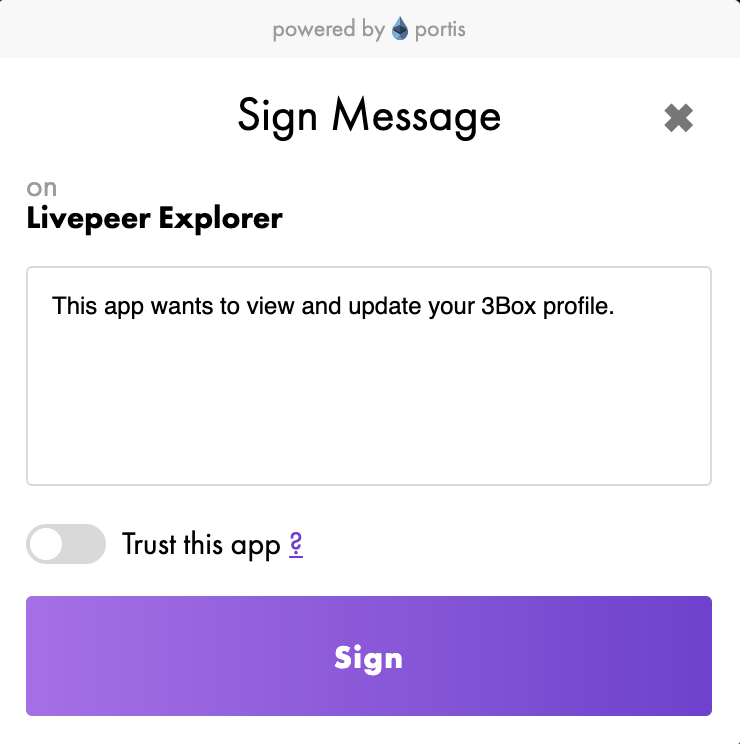 powered by portis
Sign Message
on
Livepeer Explorer
This app wants to view and update your 3Box profile.
Trust this app ?
Sign